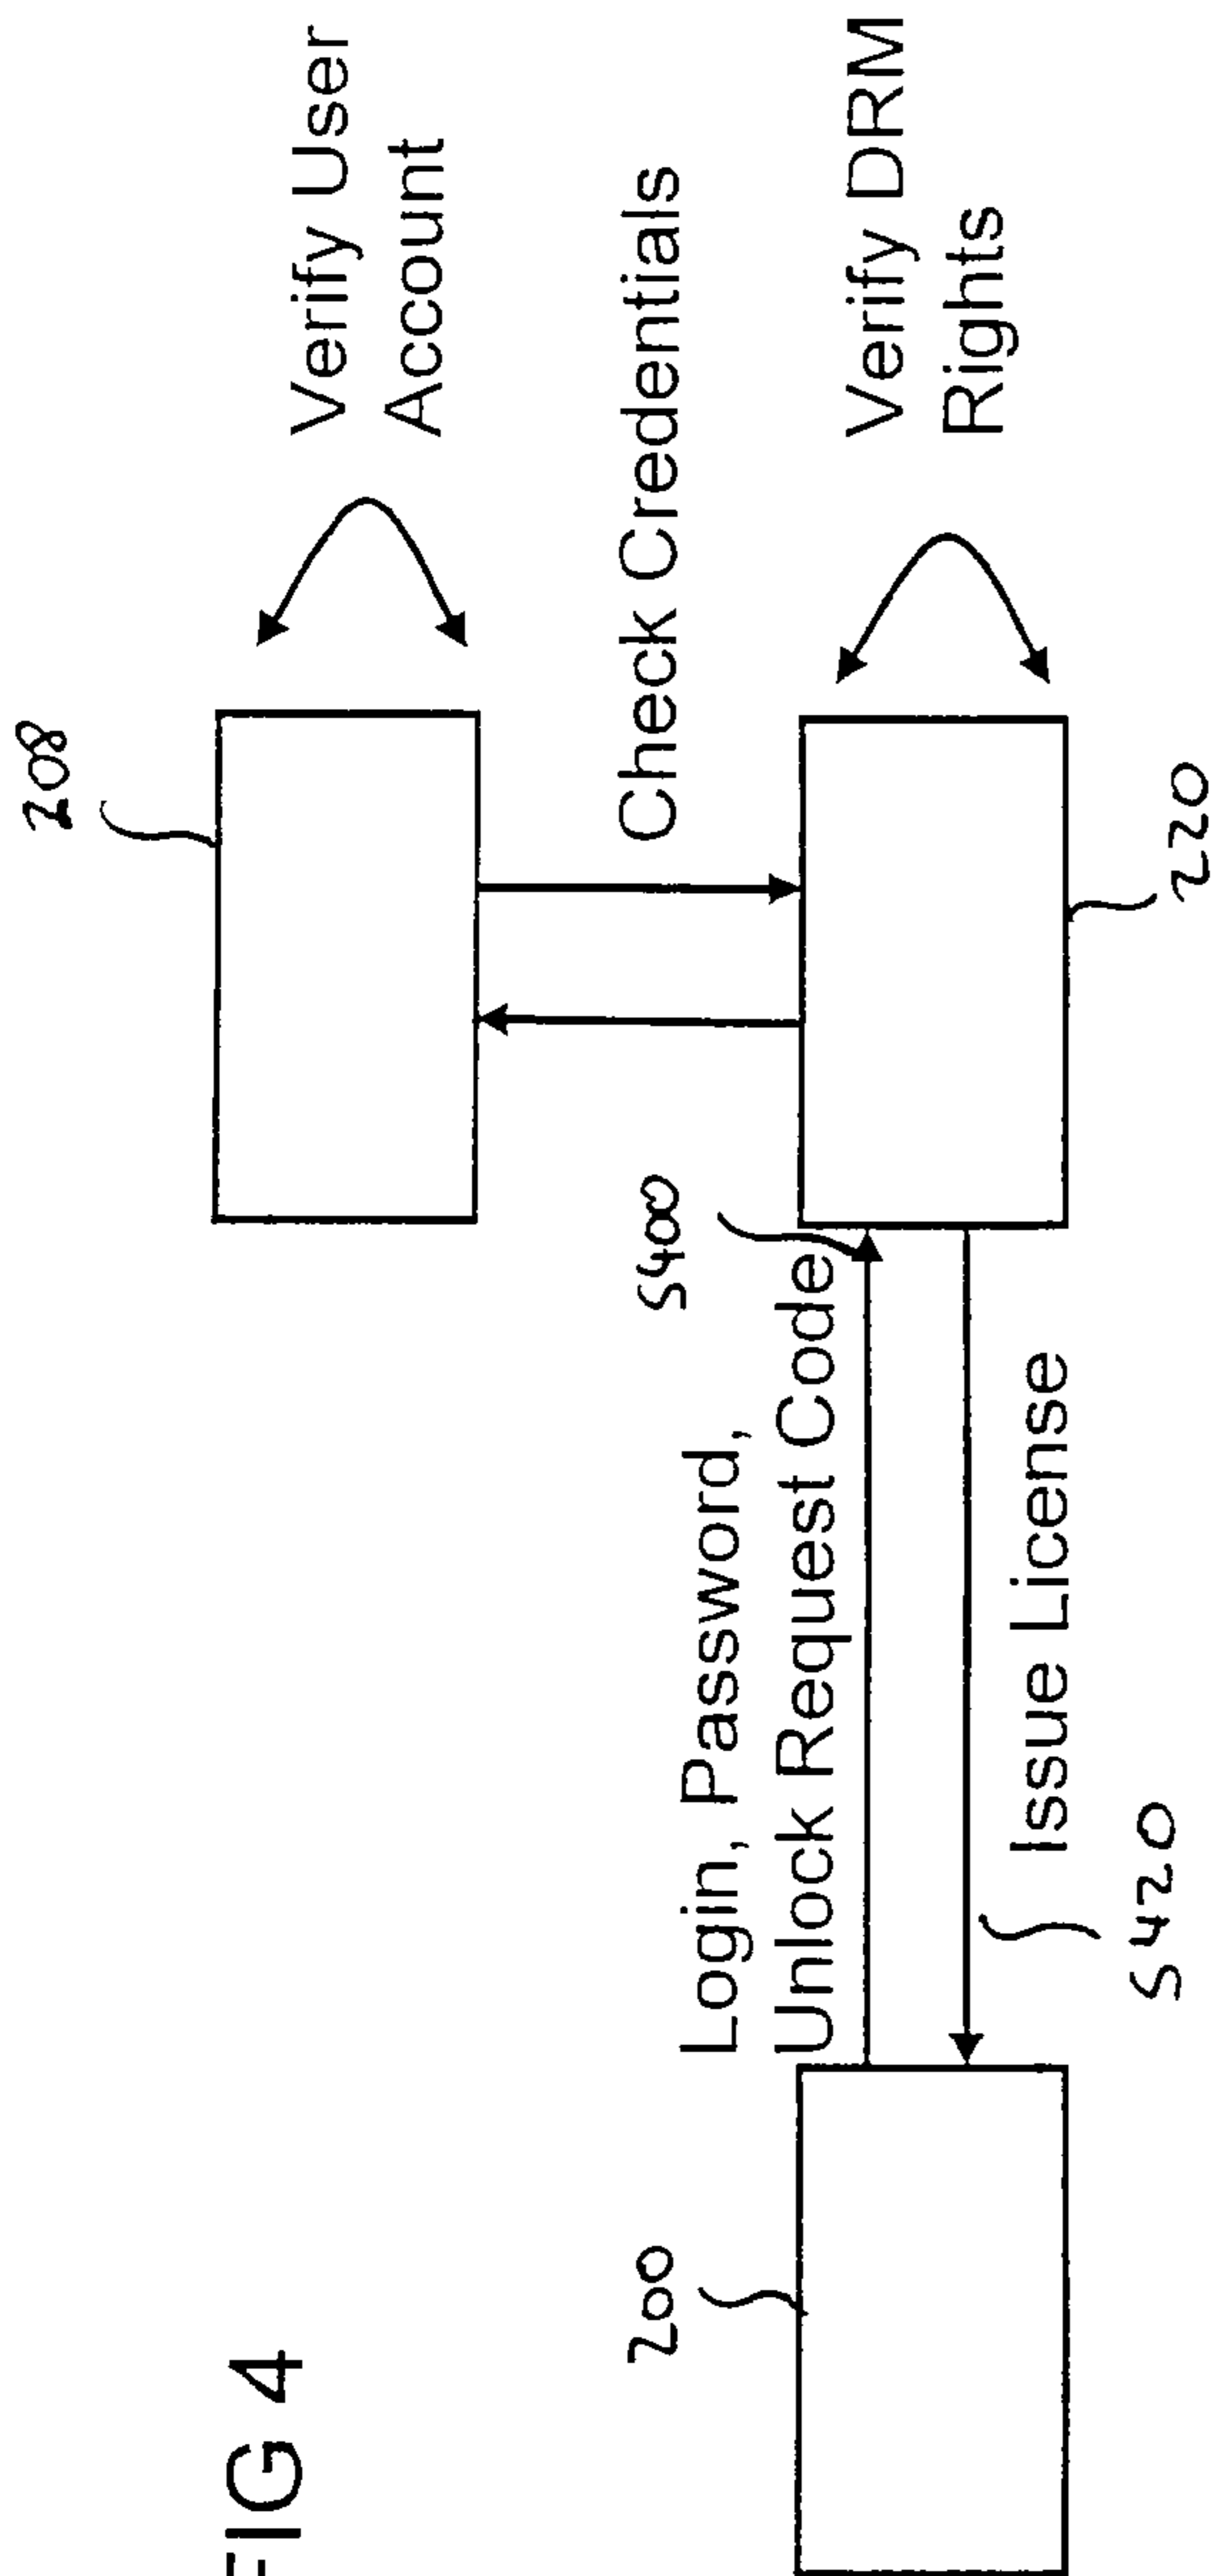 FIG 4
208
Verify User
Account
Check Credentials
200
Login, Password,
Unlock Request Code
S400
Verify DRM
Rights
Issue License
S420
220